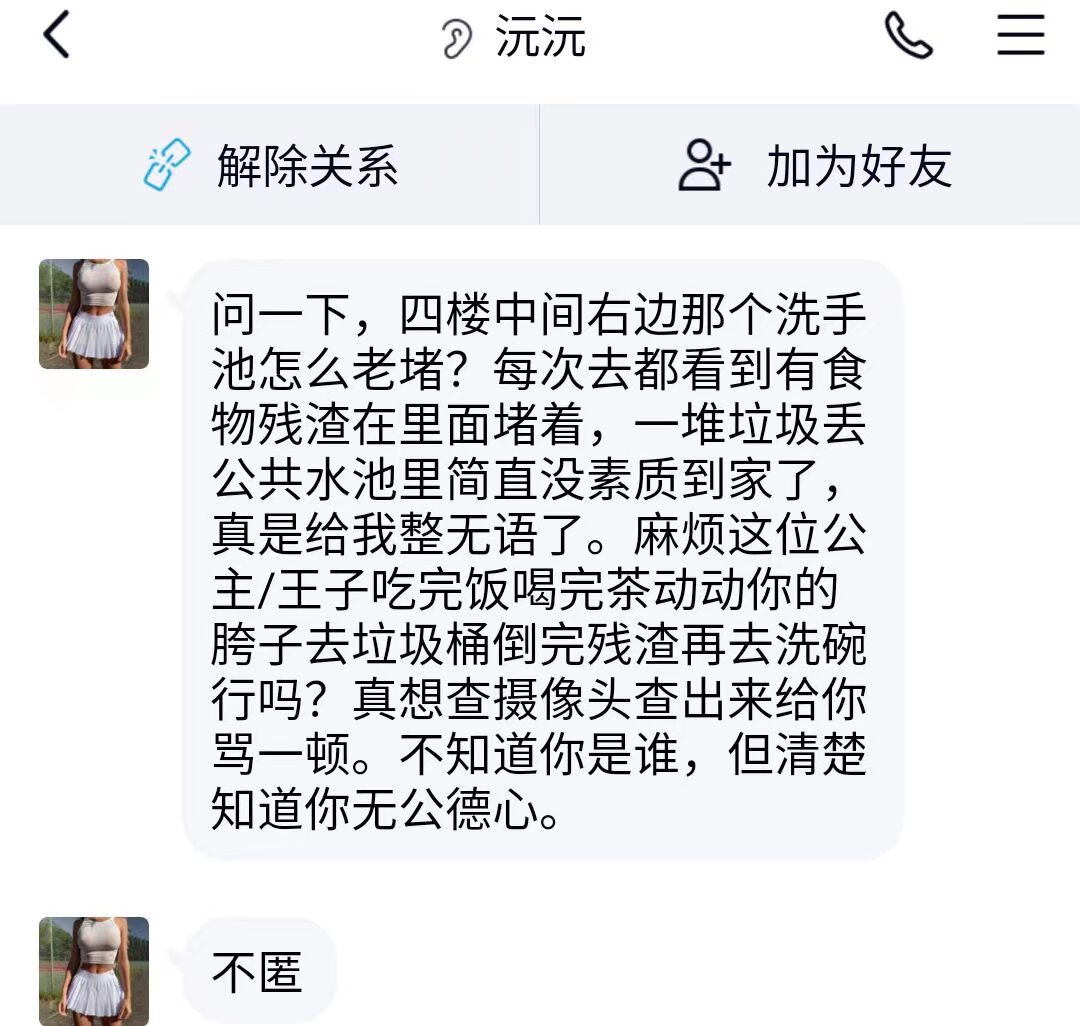 沅沅
解除关系
加为好友
问一下，四楼中间右边那个洗手
池怎么老堵？每次去都看到有食
物残渣在里面堵着，一堆垃圾丢
公共水池里简直没素质到家了，
真是给我整无语了。麻烦这位公
主/王子吃完饭喝完茶动动你的
胯子去垃圾桶倒完残渣再去洗碗
行吗？真想查摄像头查出来给你
骂一顿。不知道你是谁，但清楚
知道你无公德心。
不匿